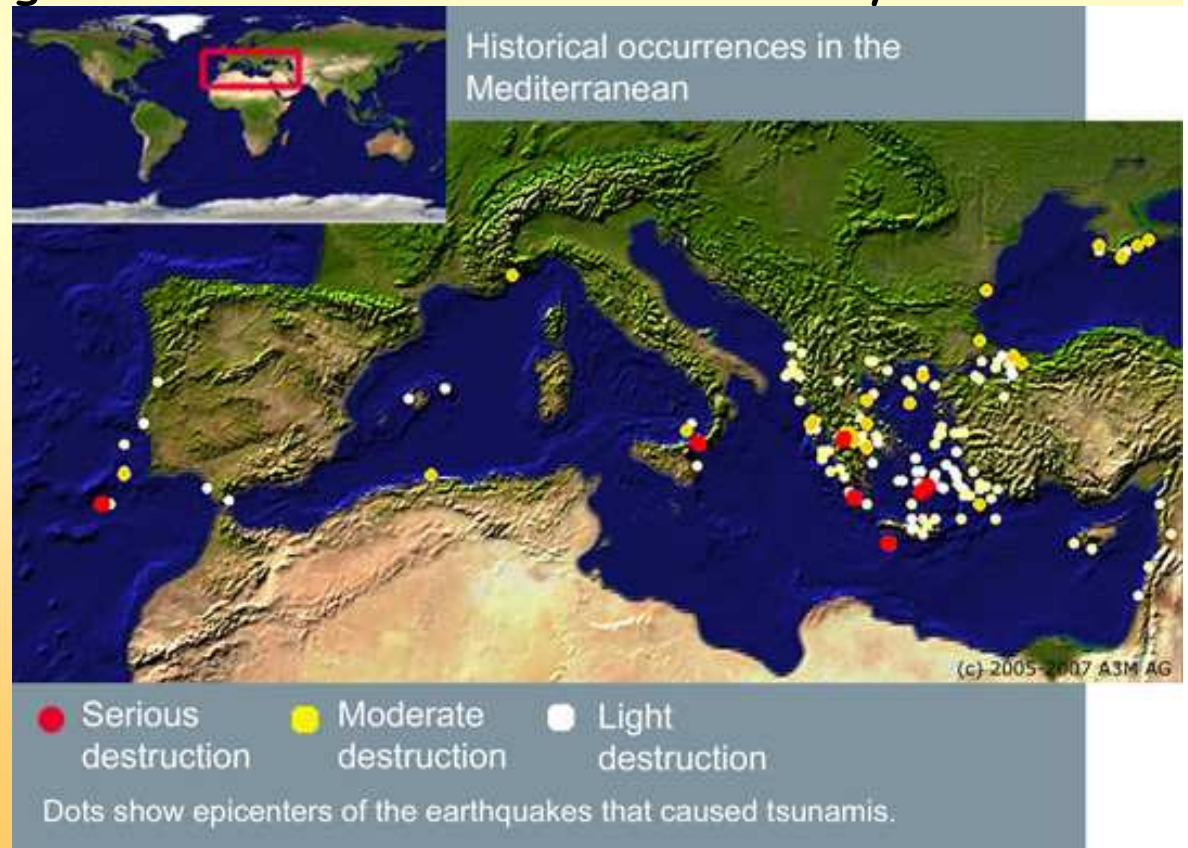 Historical occurrences in the
Mediterranean
(c) 2005-2007 A3M AG
Serious
destruction
Moderate
destruction
Light
destruction
Dots show epicenters of the earthquakes that caused tsunamis.